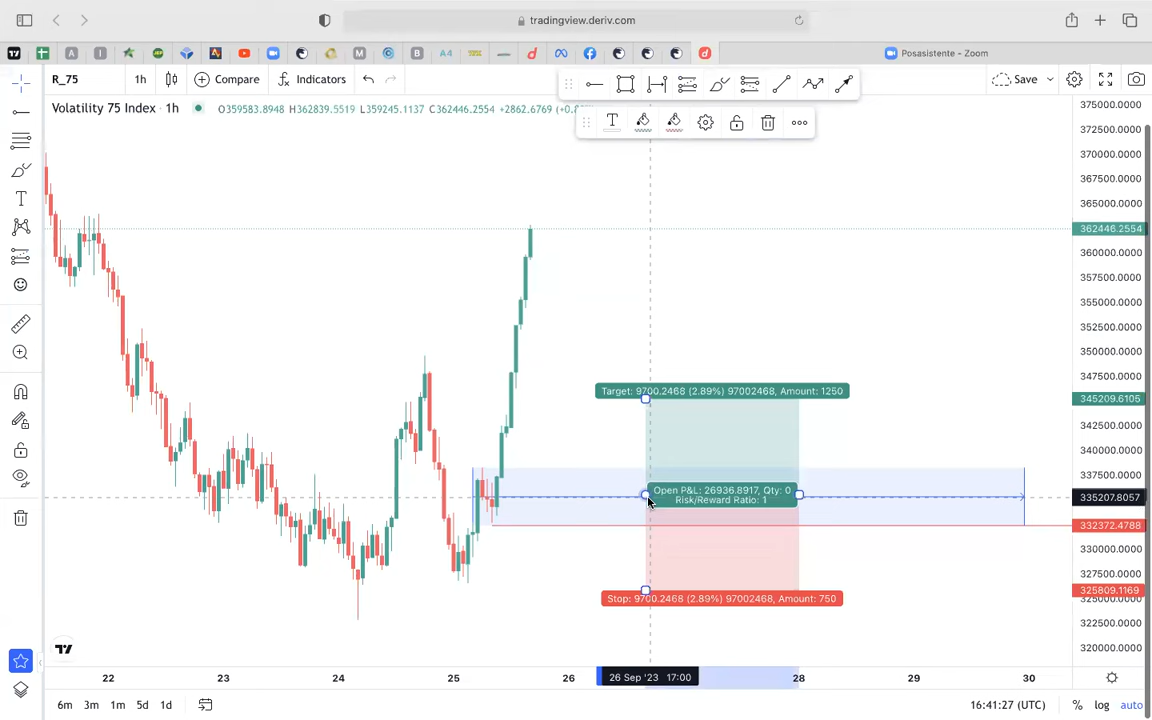 tradingview.deriv.com
Posasistente - Zoom
R_75
1h
Compare
Indicators
Save
Volatility 75 Index · 1h
O359583.8948 H362839.5519 L359245.1137 C362446.2554 +2862.6769
375000.0000
372500.0000
370000.0000
367500.0000
365000.0000
362446.2554
360000.0000
357500.0000
355000.0000
352500.0000
350000.0000
347500.0000
345209.6105
342500.0000
340000.0000
337500.0000
335207.8057
332372.4788
330000.0000
327500.0000
325809.1169
325000.0000
322500.0000
320000.0000
Target: 9700.2468 (2.89%) 97002468, Amount: 1250
Open P&L: 26936.8917, Qty: 0
Risk/Reward Ratio: 1
Stop: 9700.2468 (2.89%) 97002468, Amount: 750
22
23
24
25
26
26 Sep '23 17:00
28
29
30
6m
3m
1m
5d
1d
16:41:27 (UTC)
%
log
auto